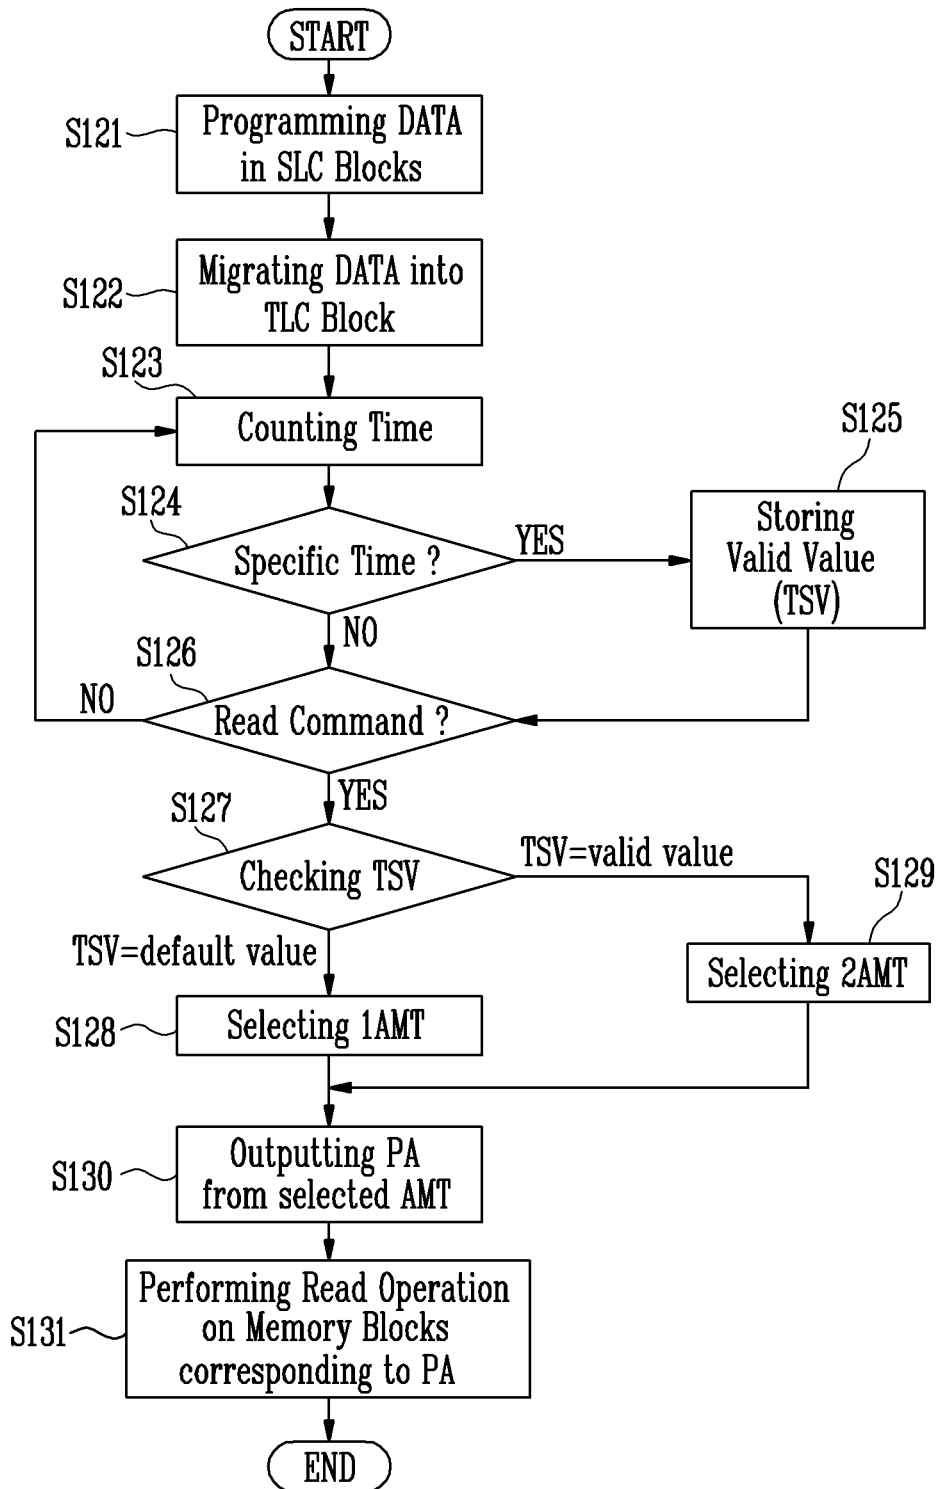 START
S121
Programming DATA
in SLC Blocks
S122
Migrating DATA into
TLC Block
S123
Counting Time
S124
Specific Time ?
YES
NO
S125
Storing
Valid Value
(TSV)
S126
Read Command ?
NO
YES
S127
Checking TSV
TSV=valid value
TSV=default value
S129
Selecting 2AMT
S128
Selecting 1AMT
S130
Outputting PA
from selected AMT
S131
Performing Read Operation
on Memory Blocks
corresponding to PA
END